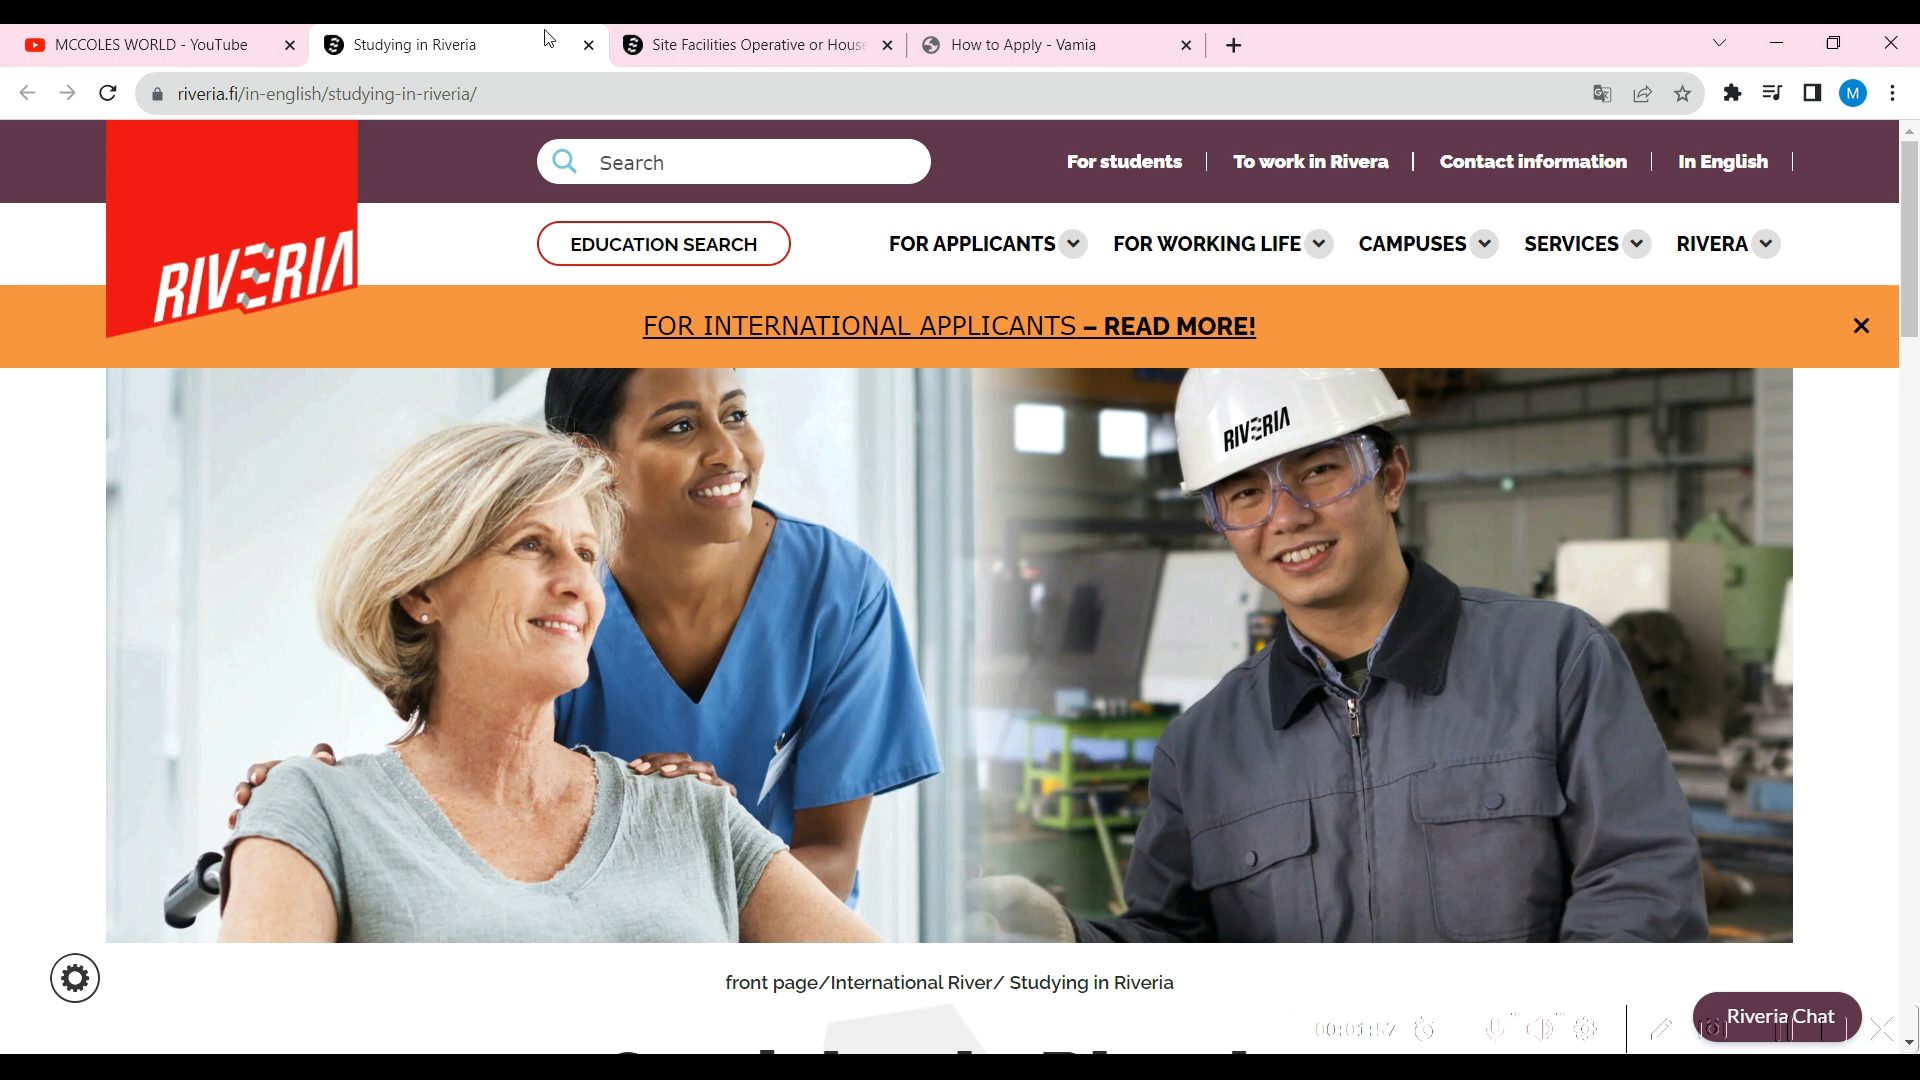 MCCOLES WORLD - YouTube
Studying in Riveria
Site Facilities Operative or House
How to Apply - Vamia
riveria.fi/in-english/studying-in-riveria/
M
Search
For students
To work in Rivera
Contact information
In English
RIVERIA
EDUCATION SEARCH
FOR APPLICANTS
FOR WORKING LIFE
CAMPUSES
SERVICES
RIVERA
FOR INTERNATIONAL APPLICANTS – READ MORE!
RIVERIA
front page/International River/ Studying in Riveria
Riveria Chat
00:01:57